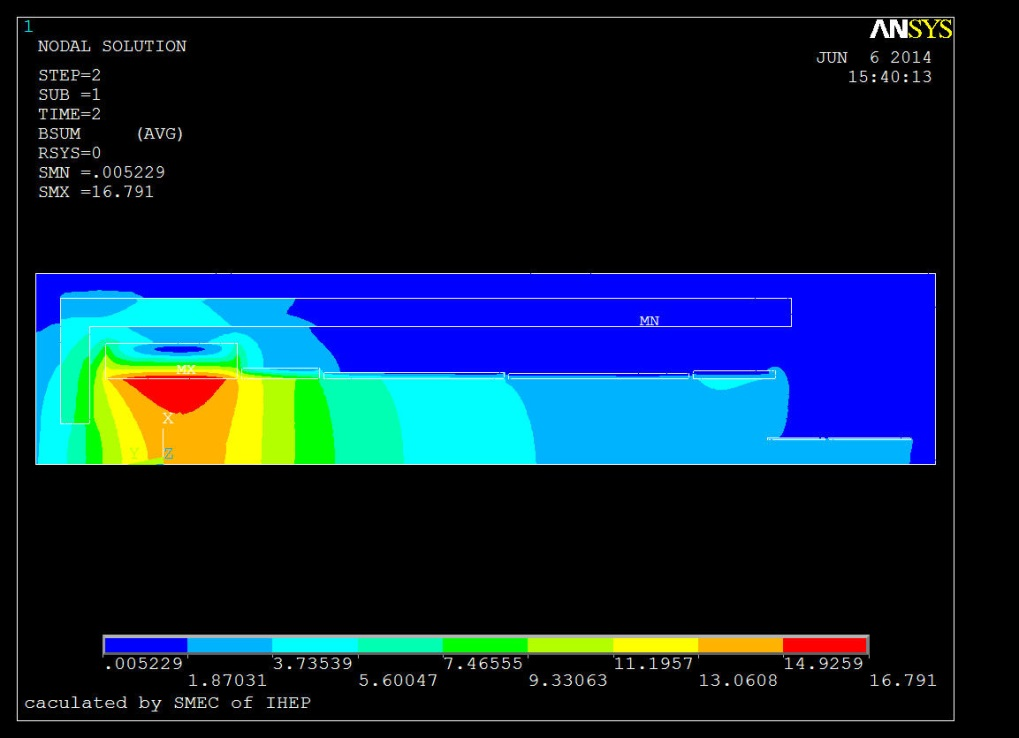 1
ANSYS
NODAL SOLUTION
JUN 6 2014
15:40:13
STEP=2
SUB =1
TIME=2
BSUM (AVG)
RSYS=0
SMN =.005229
SMX =16.791
MN
MX
X
Y Z
.005229 3.73539 7.46555 11.1957 14.9259
1.87031 5.60047 9.33063 13.0608 16.791
caculated by SMEC of IHEP